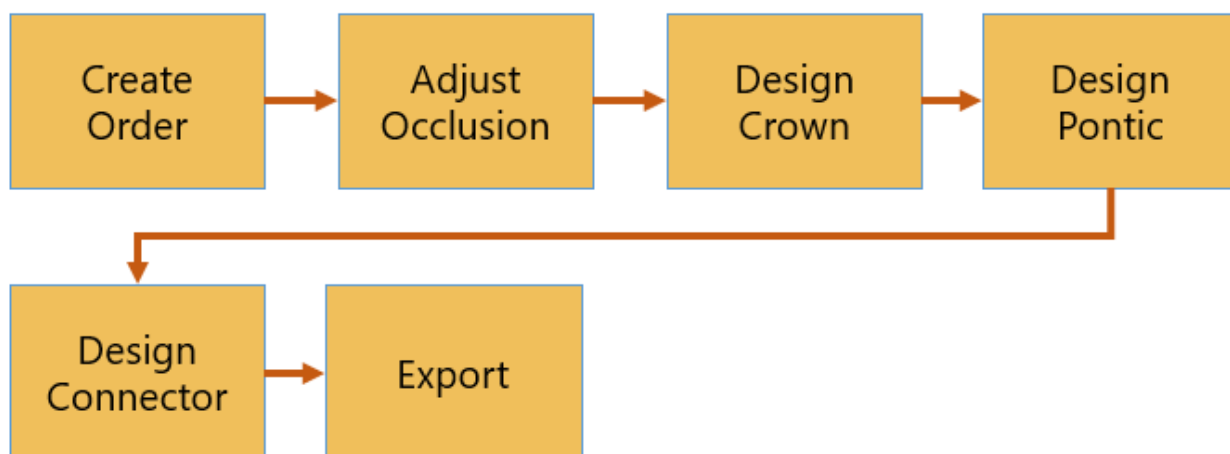 Create
Order
Adjust
Occlusion
Design
Crown
Design
Pontic
Design
Connector
Export